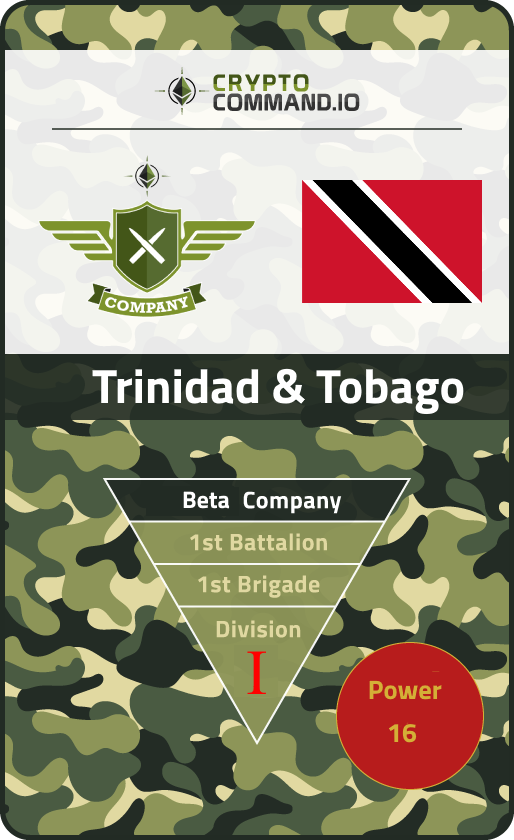 CRYPTO
COMMAND.IO
COMPANY
Trinidad & Tobago
Beta Company
1st Battalion
1st Brigade
Division
I
Power
16